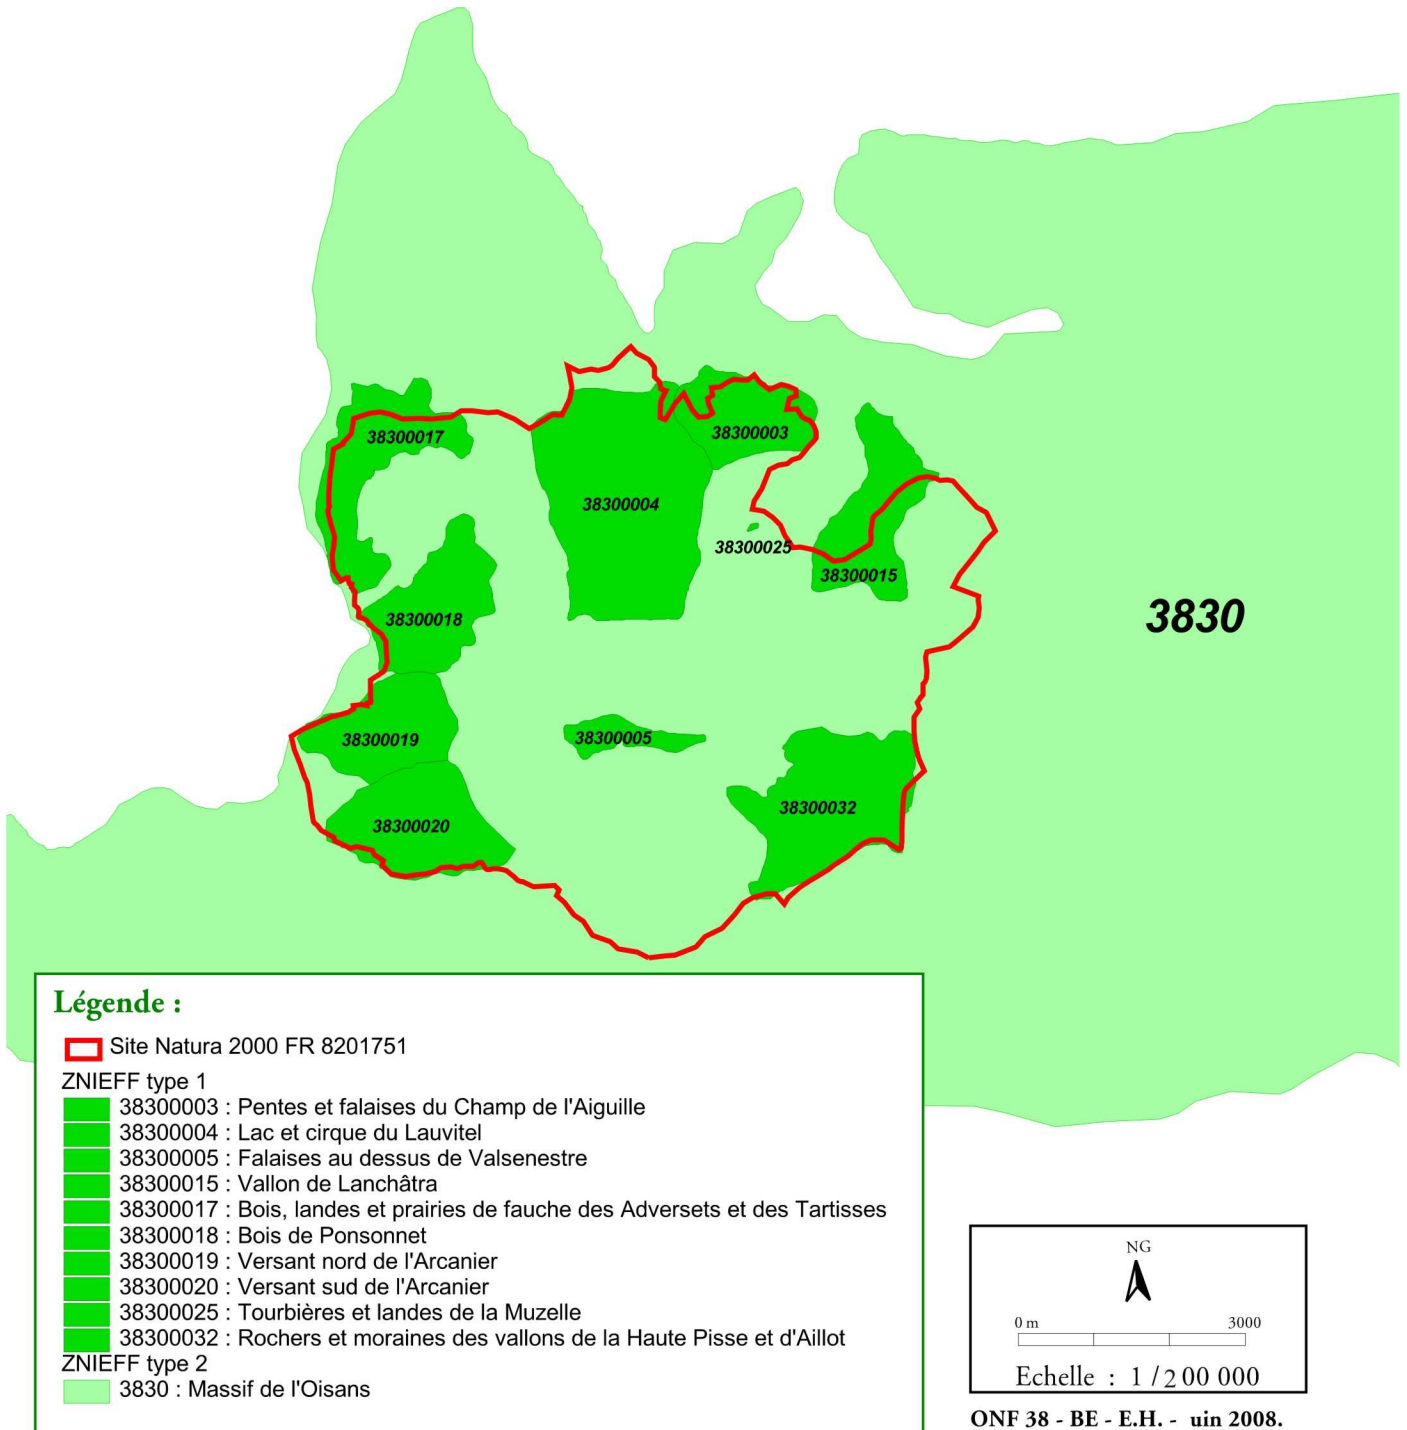 38300017
38300003
38300004
38300025
38300015
38300018
3830
38300019
38300005
38300032
38300020
Légende :
Site Natura 2000 FR 8201751
ZNIEFF type 1
38300003 : Pentes et falaises du Champ de l'Aiguille
38300004 : Lac et cirque du Lauvitel
38300005 : Falaises au dessus de Valsenestre
38300015 : Vallon de Lanchâtra
38300017 : Bois, landes et prairies de fauche des Adversets et des Tartisses
38300018 : Bois de Ponsonnet
38300019 : Versant nord de l'Arcanier
38300020 : Versant sud de l'Arcanier
38300025 : Tourbières et landes de la Muzelle
38300032 : Rochers et moraines des vallons de la Haute Pisse et d'Aillot
ZNIEFF type 2
3830 : Massif de l'Oisans
NG
0 m 3000
Echelle : 1 /200 000
ONF 38 - BE - E.H. - uin 2008.